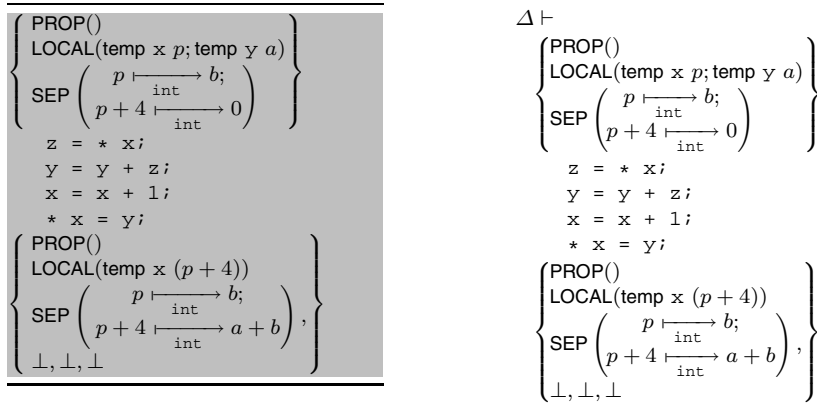 PROP()
LOCAL(temp x p; temp y a)
SEP ( p ⟼ b;
int
p + 4 ⟼ 0 )
int
z = * x;
y = y + z;
x = x + 1;
* x = y;
PROP()
LOCAL(temp x (p + 4))
SEP ( p ⟼ b;
int
p + 4 ⟼ a + b ) ,
int
⊥, ⊥, ⊥
Δ ⊢
PROP()
LOCAL(temp x p; temp y a)
SEP ( p ⟼ b;
int
p + 4 ⟼ 0 )
int
z = * x;
y = y + z;
x = x + 1;
* x = y;
PROP()
LOCAL(temp x (p + 4))
SEP ( p ⟼ b;
int
p + 4 ⟼ a + b ) ,
int
⊥, ⊥, ⊥